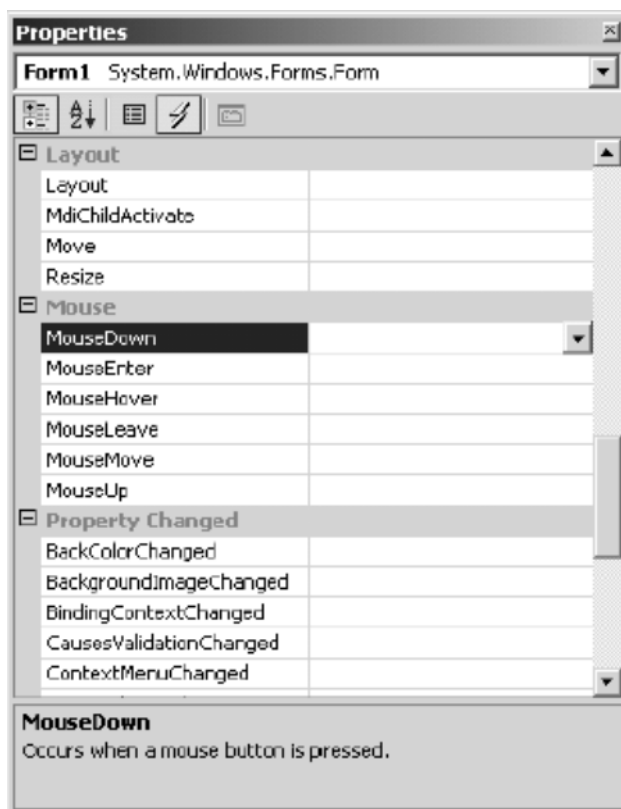 Properties
Form1 System.Windows.Forms.Form
Layout
Layout
MdiChildActivate
Move
Resize
Mouse
MouseDown
MouseEnter
MouseHover
MouseLeave
MouseMove
MouseUp
Property Changed
BackColorChanged
BackgroundImageChanged
BindingContextChanged
CausesValidationChanged
ContextMenuChanged
MouseDown
Occurs when a mouse button is pressed.